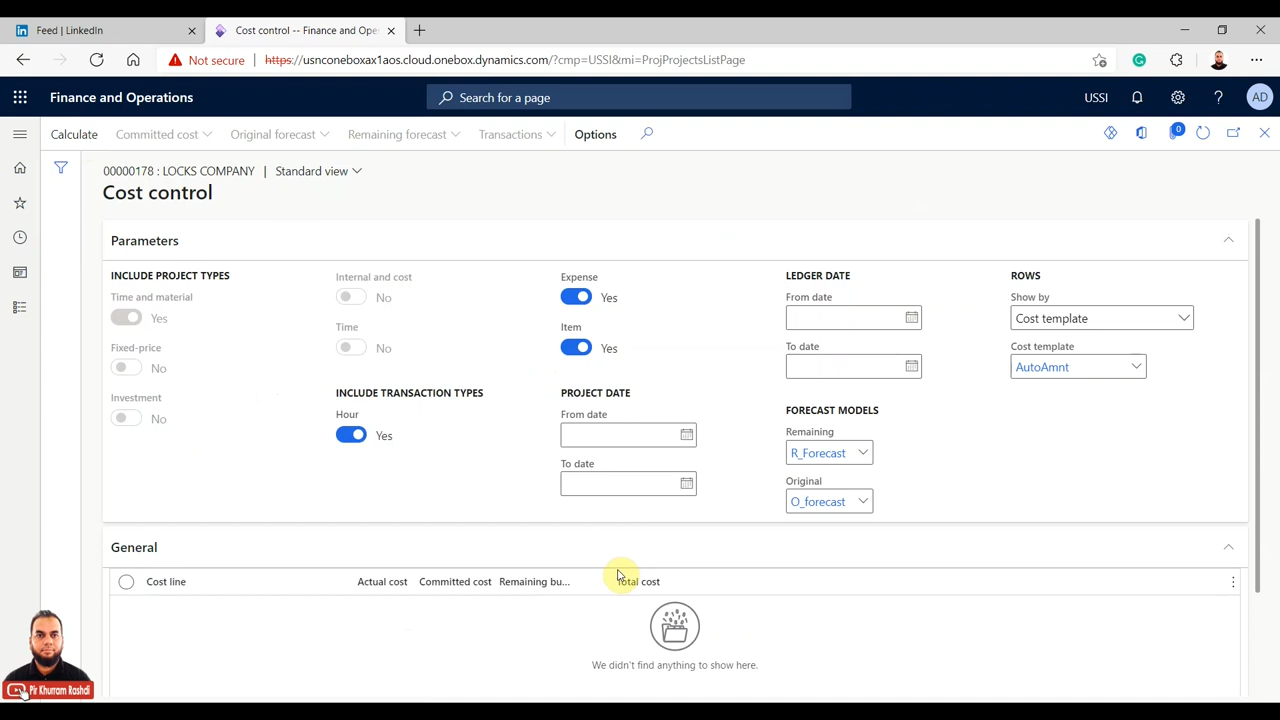 in Feed | LinkedIn
Cost control -- Finance and Ope
Not secure | https://usnconeboxax1aos.cloud.onebox.dynamics.com/?cmp=USSI&mi=ProjProjectsListPage
Finance and Operations
Search for a page
USSI
?
AD
Calculate Committed cost Original forecast Remaining forecast Transactions Options
0
00000178 : LOCKS COMPANY | Standard view
Cost control
Parameters
INCLUDE PROJECT TYPES
Time and material
Yes
Fixed-price
No
Investment
No
Internal and cost
No
Time
No
INCLUDE TRANSACTION TYPES
Hour
Yes
Expense
Yes
Item
Yes
PROJECT DATE
From date
To date
LEDGER DATE
From date
To date
FORECAST MODELS
Remaining
R_Forecast
Original
O_forecast
ROWS
Show by
Cost template
Cost template
AutoAmnt
General
Cost line Actual cost Committed cost Remaining bu... Total cost
We didn't find anything to show here.
Pir Khurram Rashdi